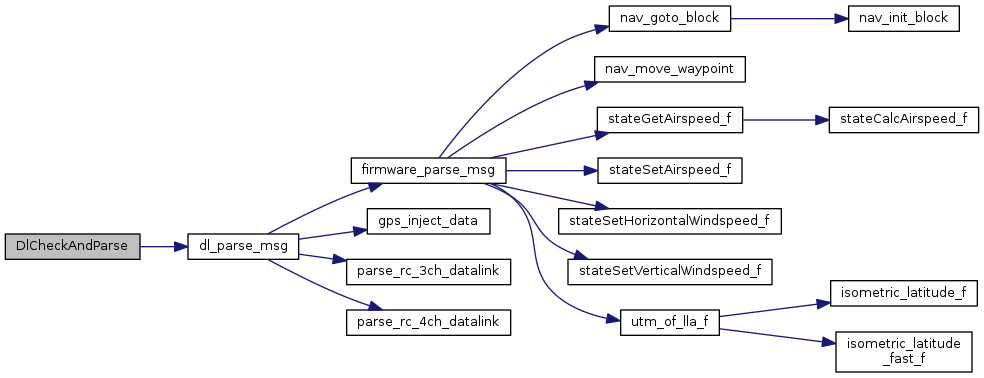 DlCheckAndParse
dl_parse_msg
firmware_parse_msg
gps_inject_data
parse_rc_3ch_datalink
parse_rc_4ch_datalink
nav_goto_block
nav_move_waypoint
stateGetAirspeed_f
stateSetAirspeed_f
stateSetHorizontalWindspeed_f
stateSetVerticalWindspeed_f
utm_of_lla_f
nav_init_block
stateCalcAirspeed_f
isometric_latitude_f
isometric_latitude
_fast_f